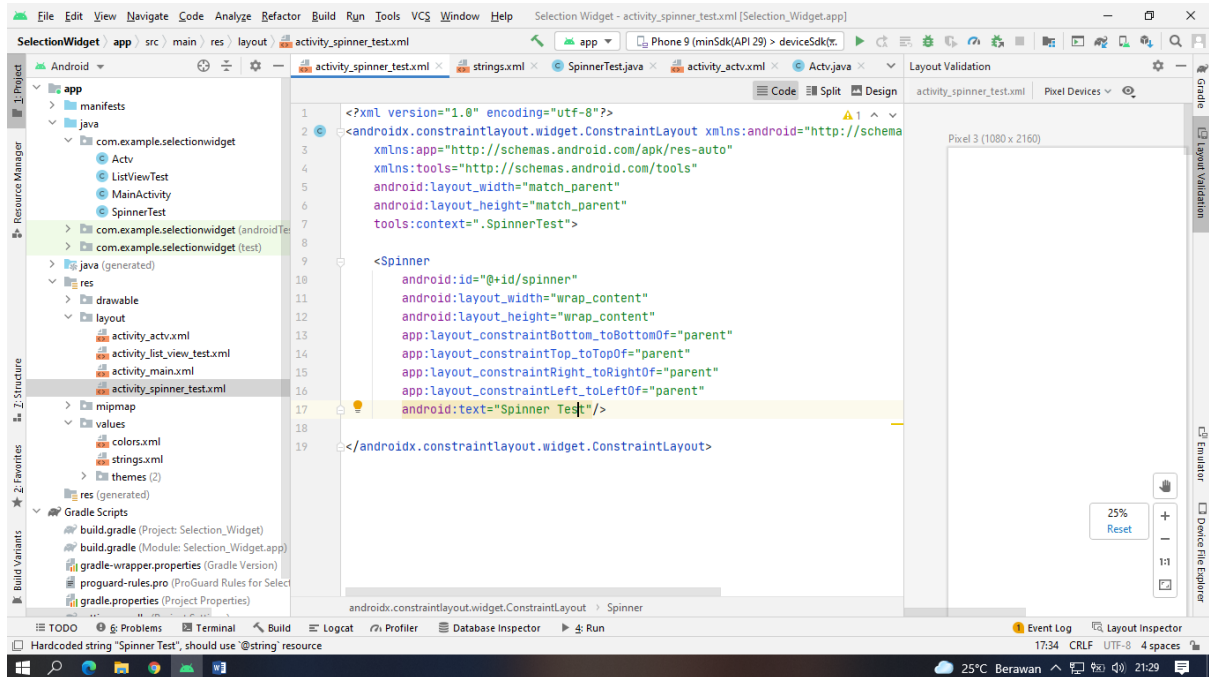 File Edit View Navigate Code Analyze Refactor Build Run Tools VCS Window Help Selection Widget - activity_spinner_test.xml [Selection_Widget.app]
SelectionWidget app src main res layout activity_spinner_test.xml app Phone 9 (minSdk(API 29) > deviceSdk(π.
1: Project
Resource Manager
7: Structure
2: Favorites
Build Variants
Android
app
manifests
java
com.example.selectionwidget
Actv
ListViewTest
MainActivity
SpinnerTest
com.example.selectionwidget (androidTe
com.example.selectionwidget (test)
java (generated)
res
drawable
layout
activity_actv.xml
activity_list_view_test.xml
activity_main.xml
activity_spinner_test.xml
mipmap
values
colors.xml
strings.xml
themes (2)
res (generated)
Gradle Scripts
build.gradle (Project: Selection_Widget)
build.gradle (Module: Selection_Widget.app)
gradle-wrapper.properties (Gradle Version)
proguard-rules.pro (ProGuard Rules for Select
gradle.properties (Project Properties)
activity_spinner_test.xml strings.xml SpinnerTest.java activity_actv.xml Actv.java
Code Split Design
1
1 <?xml version="1.0" encoding="utf-8"?>
2 <androidx.constraintlayout.widget.ConstraintLayout xmlns:android="http://schema
3 xmlns:app="http://schemas.android.com/apk/res-auto"
4 xmlns:tools="http://schemas.android.com/tools"
5 android:layout_width="match_parent"
6 android:layout_height="match_parent"
7 tools:context=".SpinnerTest">
8
9 <Spinner
10 android:id="@+id/spinner"
11 android:layout_width="wrap_content"
12 android:layout_height="wrap_content"
13 app:layout_constraintBottom_toBottomOf="parent"
14 app:layout_constraintTop_toTopOf="parent"
15 app:layout_constraintRight_toRightOf="parent"
16 app:layout_constraintLeft_toLeftOf="parent"
17 android:text="Spinner Test"/>
18
19 </androidx.constraintlayout.widget.ConstraintLayout>
androidx.constraintlayout.widget.ConstraintLayout Spinner
Layout Validation
activity_spinner_test.xml Pixel Devices
Pixel 3 (1080 x 2160)
25%
Reset
1:1
Gradle
Layout Validation
Emulator
Device File Explorer
TODO 6: Problems Terminal Build Logcat Profiler Database Inspector 4: Run 1 Event Log Layout Inspector
Hardcoded string "Spinner Test", should use `@string` resource 17:34 CRLF UTF-8 4 spaces
25°C Berawan 21:29